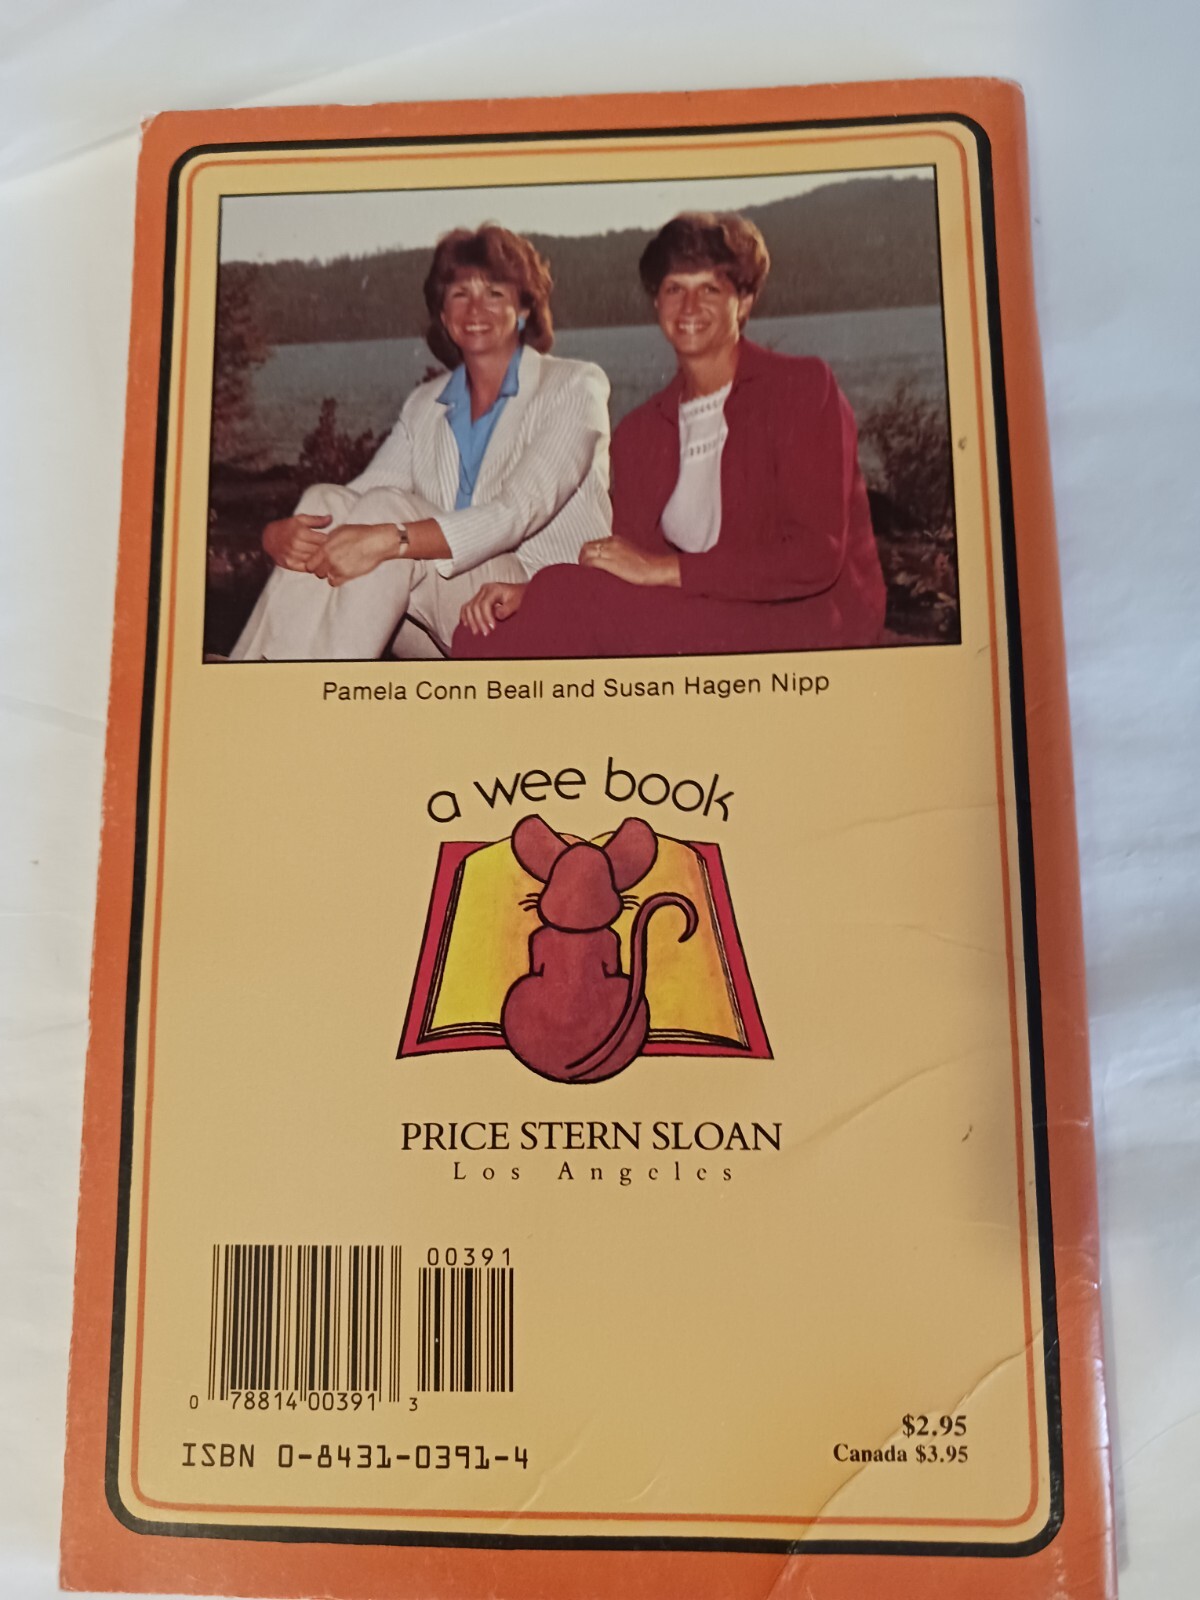 Pamela Conn Beall and Susan Hagen Nipp
a wee book
PRICE STERN SLOAN
Los Angeles
00391
0 78814 00391 3
ISBN 0-8431-0391-4
$2.95
Canada $3.95